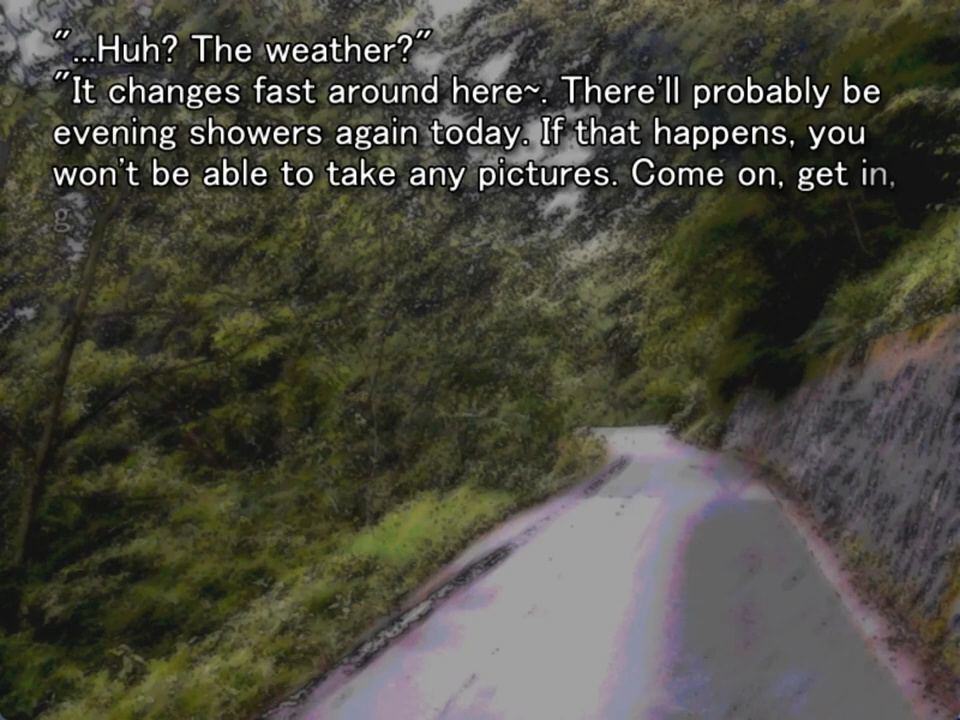 "...Huh? The weather?"
"It changes fast around here~. There'll probably be
evening showers again today. If that happens, you
won't be able to take any pictures. Come on, get in,
g